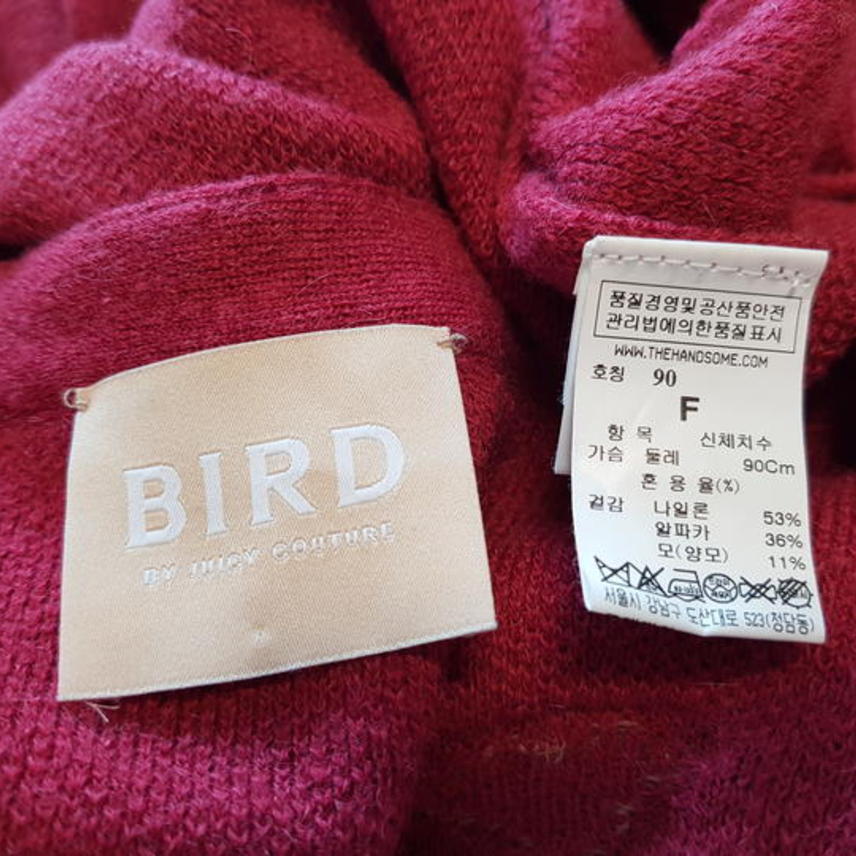 BIRD
BY JUICY COUTURE
품질경영및공산품안전
관리법에의한품질표시
WWW.THEHANDSOME.COM
호칭 90
F
항 목 신체치수
가슴 둘레 90Cm
혼 용 율(%)
겉감 나일론 53%
알파카 36%
모(양모) 11%
서울시 강남구 도산대로 523(청담동)